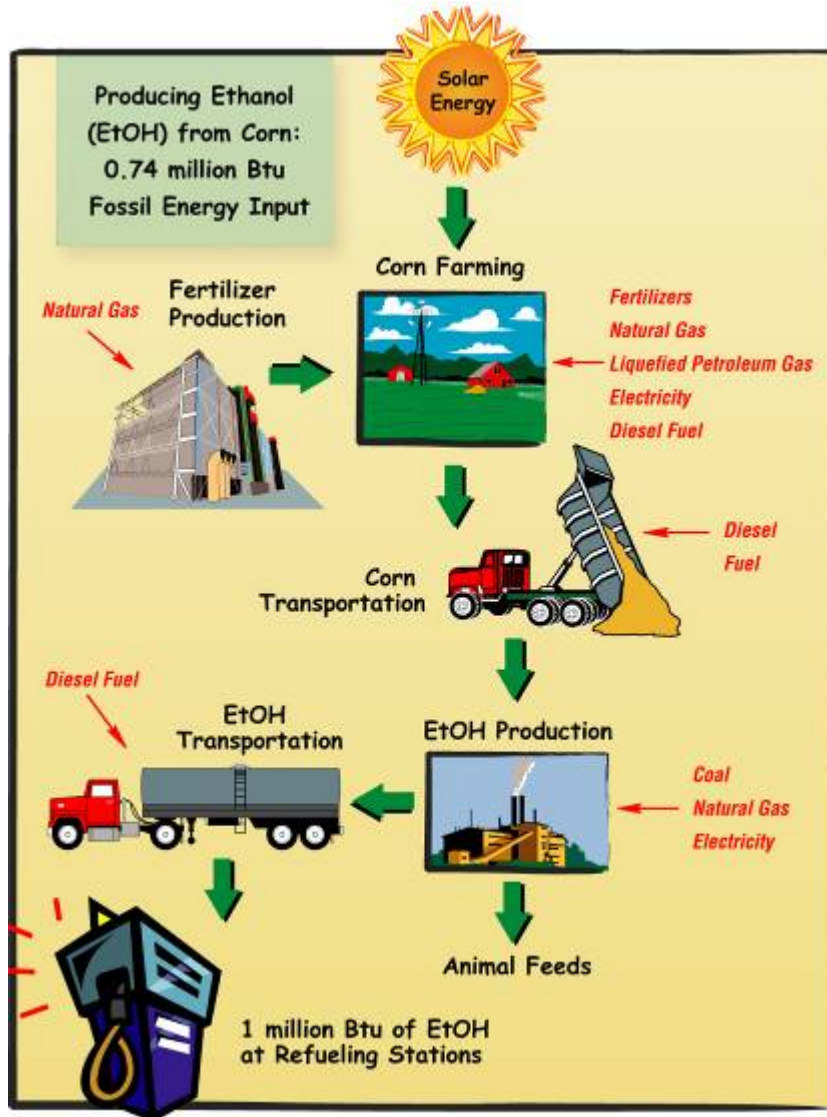 Solar
Energy
Producing Ethanol
(EtOH) from Corn:
0.74 million Btu
Fossil Energy Input
Corn Farming
Fertilizer
Production
Natural Gas
Fertilizers
Natural Gas
Liquefied Petroleum Gas
Electricity
Diesel Fuel
Corn
Transportation
Diesel
Fuel
Diesel Fuel
EtOH
Transportation
EtOH Production
Coal
Natural Gas
Electricity
Animal Feeds
1 million Btu of EtOH
at Refueling Stations